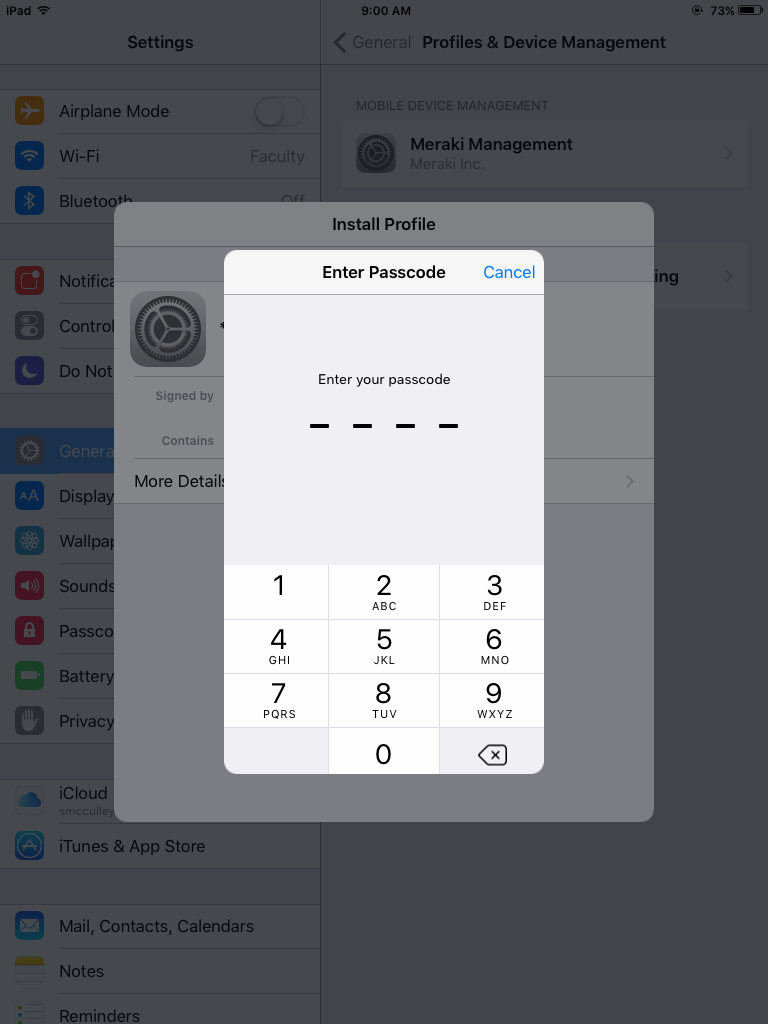 iPad
9:00 AM
73%
Settings
General
Profiles & Device Management
Airplane Mode
Wi-Fi
Faculty
Bluetooth
Off
Notifica
Control
Do Not
General
Display
Wallpap
Sounds
Passco
Battery
Privacy
iCloud
smcculley
iTunes & App Store
Mail, Contacts, Calendars
Notes
Reminders
MOBILE DEVICE MANAGEMENT
Meraki Management
Meraki Inc.
ing
Install Profile
*
Signed by
Contains
More Details
Enter Passcode
Cancel
Enter your passcode
1 2 3
ABC DEF
4 5 6
GHI JKL MNO
7 8 9
PQRS TUV WXYZ
0